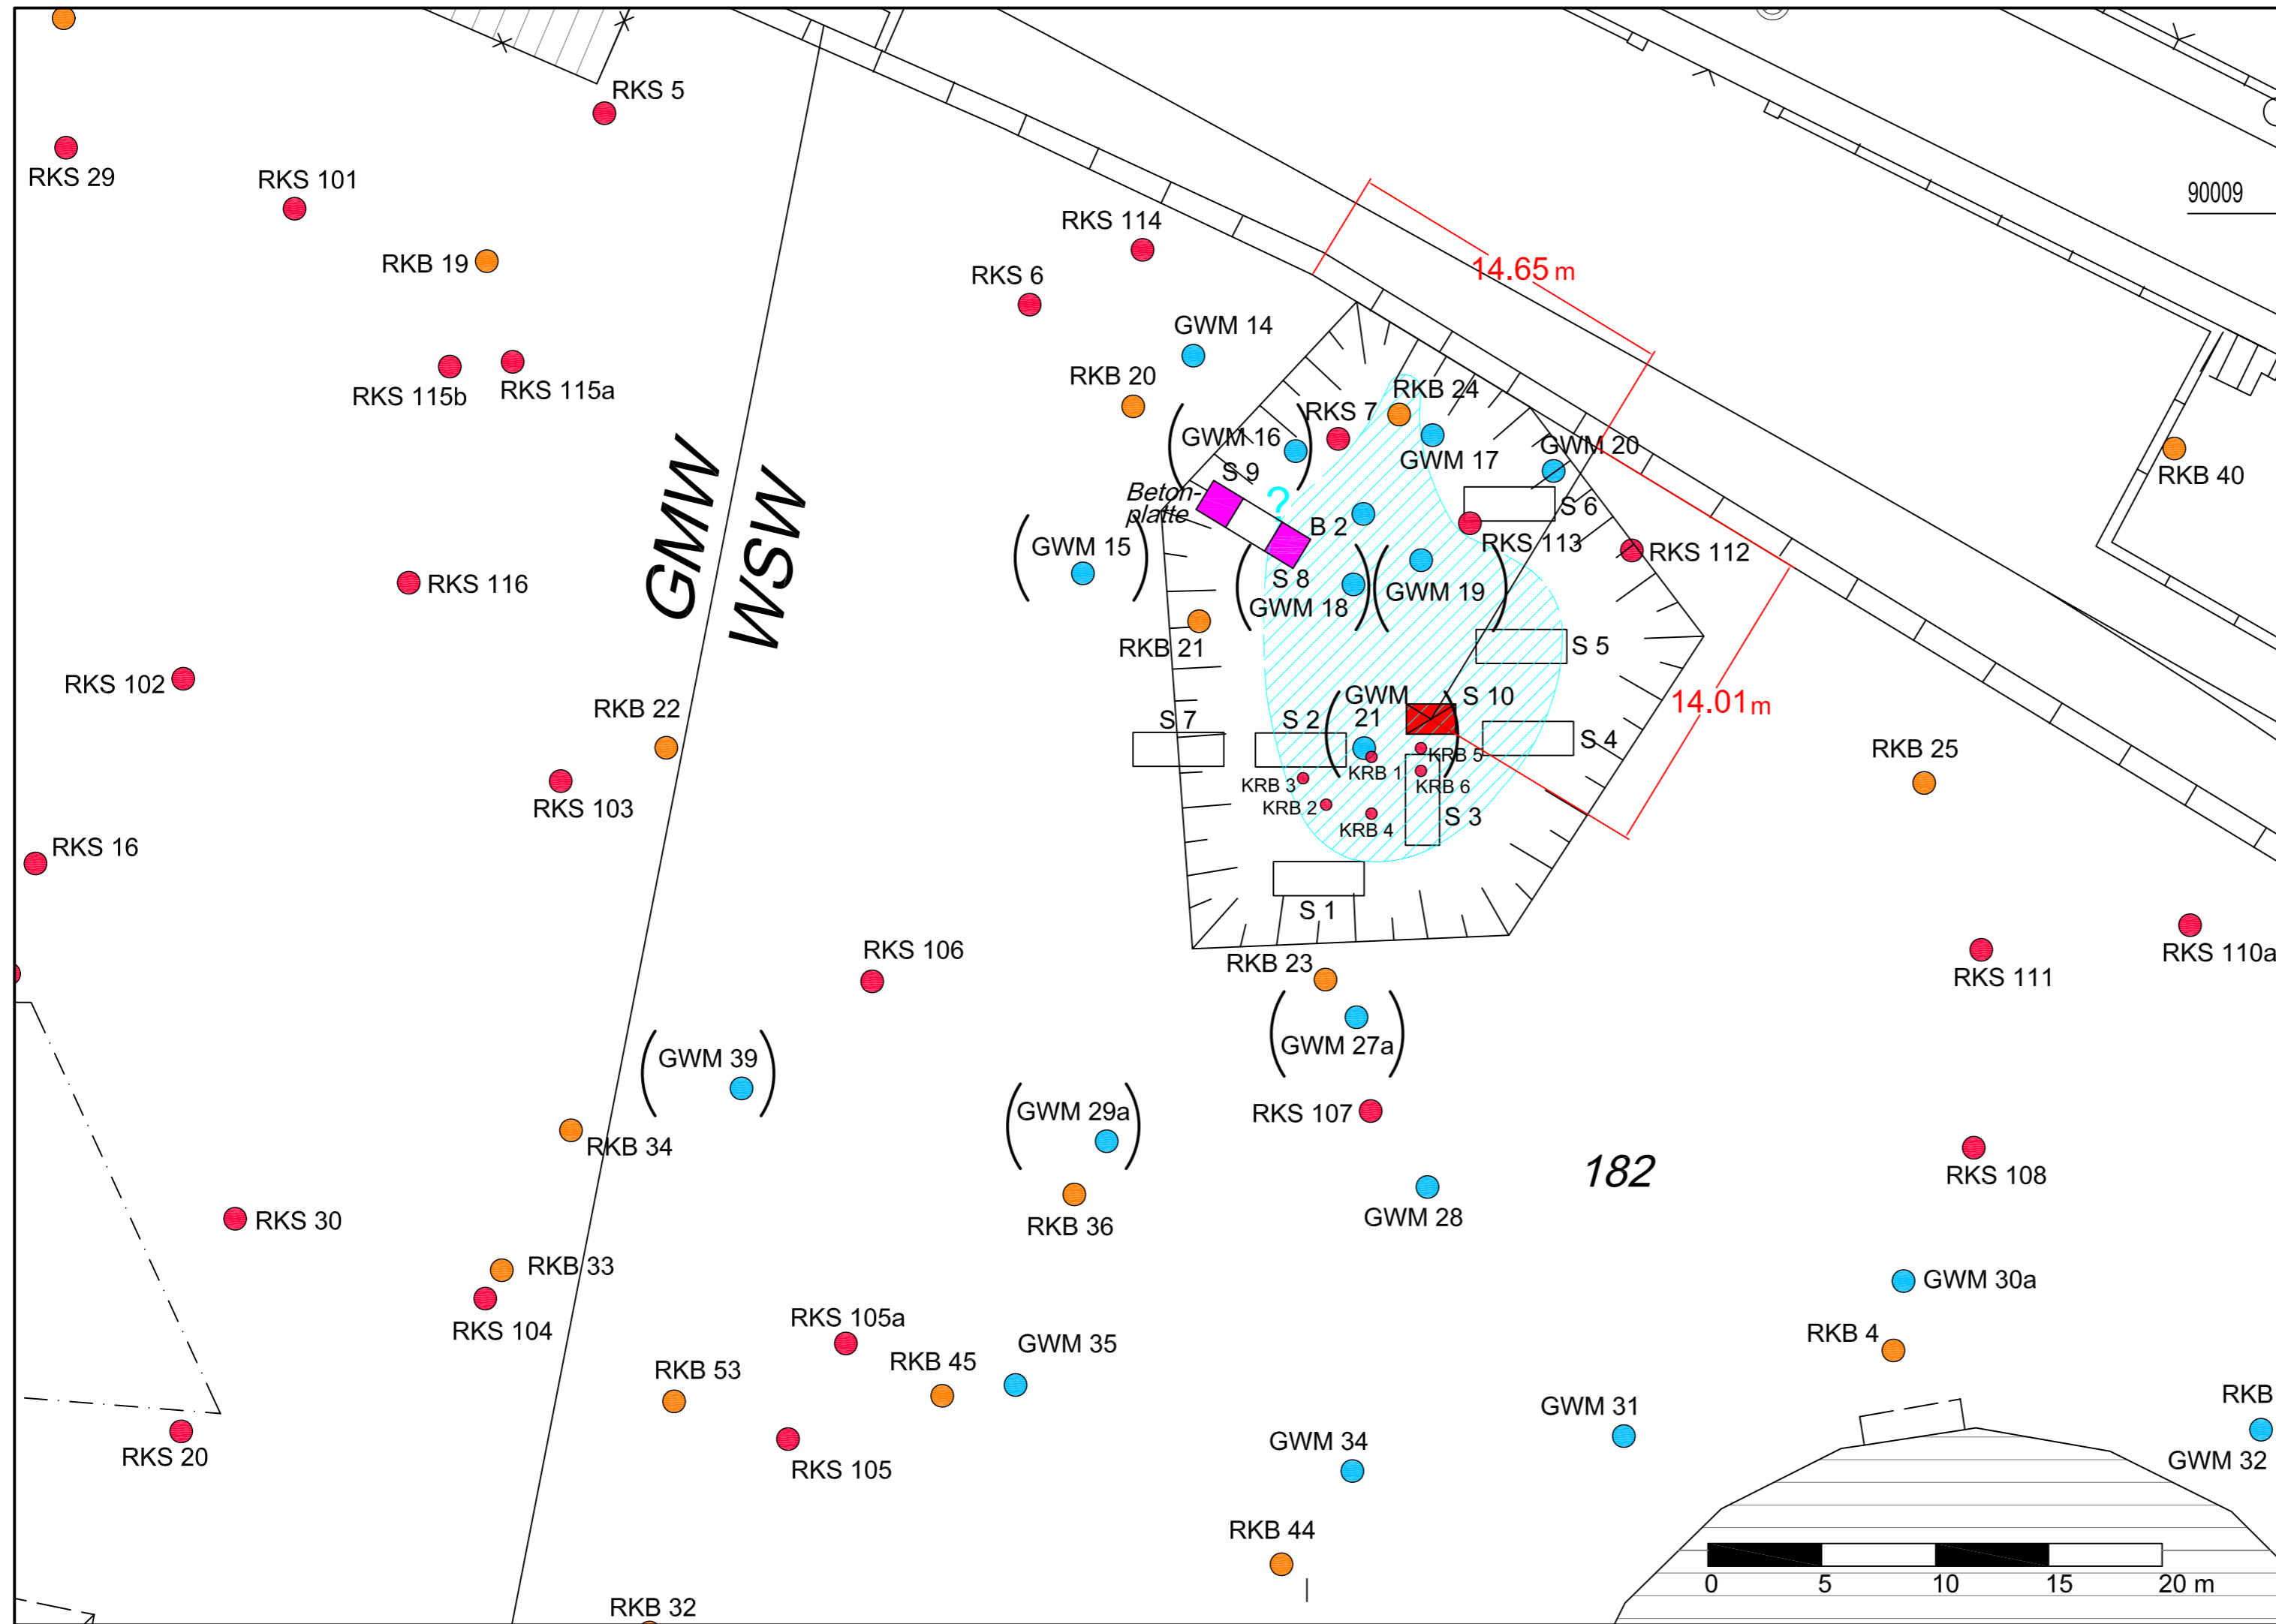 RKS 5
RKS 29
RKS 101
90009
RKS 114
RKB 19
RKS 6
14.65 m
GWM 14
RKS 115b
RKS 115a
RKB 20
RKB 24
RKS 7
GWM 16
GWM 17
GWM 20
S 9
RKB 40
Beton-
platte
?
B 2
S 6
GMW
WSW
GWM 15
RKS 113
RKS 112
RKS 116
S 8
GWM 18
GWM 19
RKB 21
S 5
RKS 102
RKB 22
GWM
21
S 10
14.01 m
S 7
S 2
S 4
RKB 25
KRB 5
KRB 1
KRB 3
KRB 6
KRB 2
RKS 103
S 3
KRB 4
RKS 16
S 1
RKS 106
RKB 23
RKS 111
RKS 110a
GWM 27a
GWM 39
GWM 29a
RKS 107
RKB 34
182
RKS 108
RKS 30
RKB 36
GWM 28
RKB 33
GWM 30a
RKS 104
RKS 105a
RKB 4
GWM 35
RKB 45
RKB 53
RKB
GWM 31
GWM 34
GWM 32
RKS 20
RKS 105
RKB 44
0 5 10 15 20 m
RKB 32